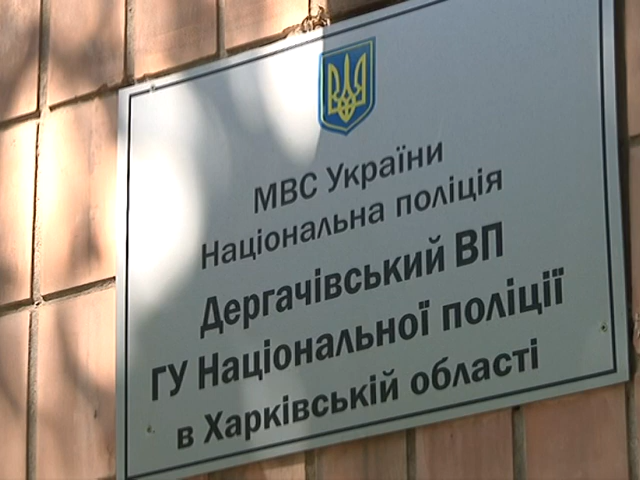 МВС України
Національна поліція
Дергачівський ВП
ГУ Національної поліції
в Харківській області